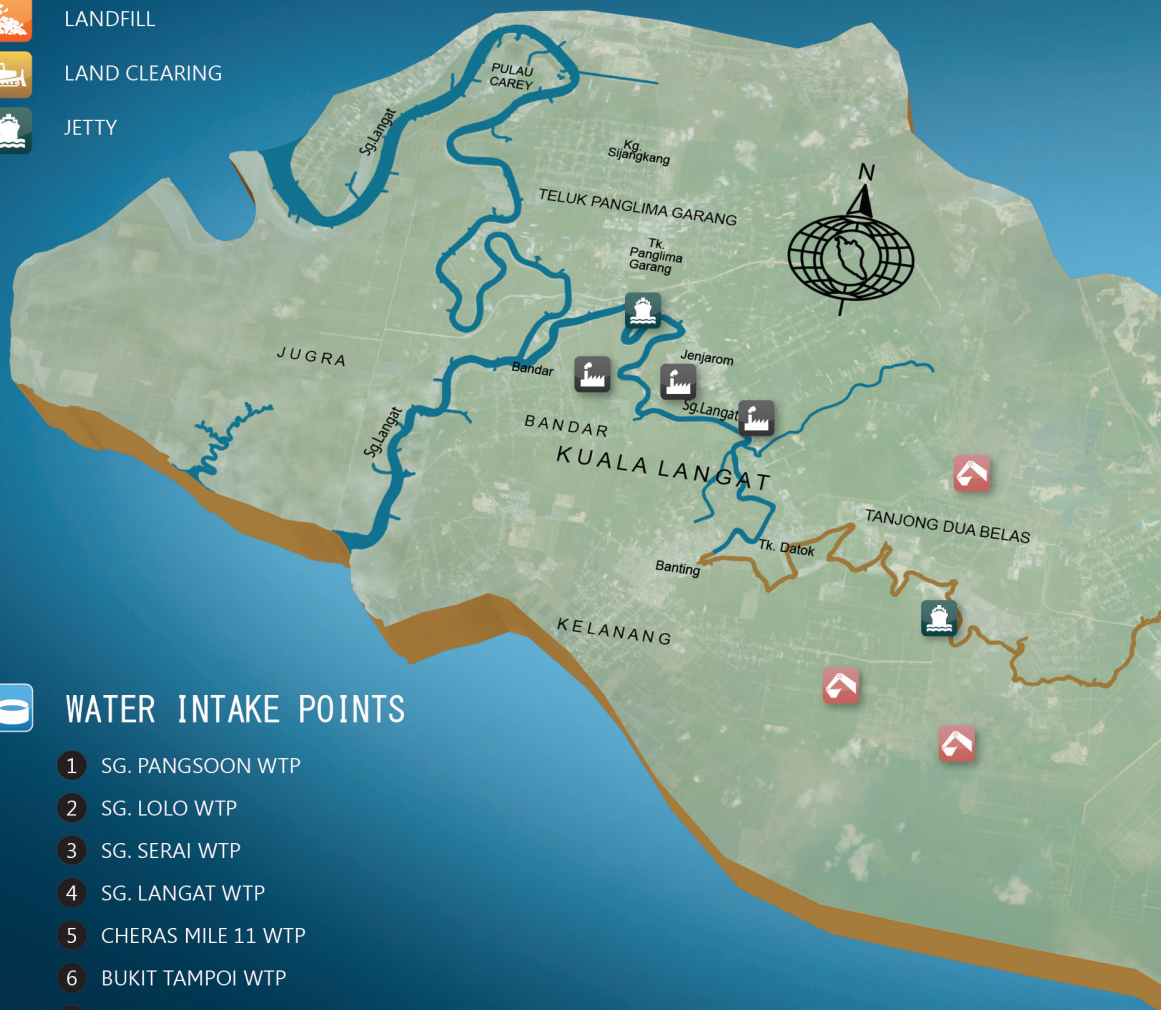 LANDFILL
LAND CLEARING
JETTY
PULAU
CAREY
Sg.Langat
Kg.
Sijangkang
N
TELUK PANGLIMA GARANG
Tk.
Panglima
Garang
JUGRA
Bandar
Jenjarom
Sg.Langat
Sg.Langat
BANDAR
KUALA LANGAT
TANJONG DUA BELAS
Tk. Datok
Banting
KELANANG
WATER INTAKE POINTS
1 SG. PANGSOON WTP
2 SG. LOLO WTP
3 SG. SERAI WTP
4 SG. LANGAT WTP
5 CHERAS MILE 11 WTP
6 BUKIT TAMPOI WTP